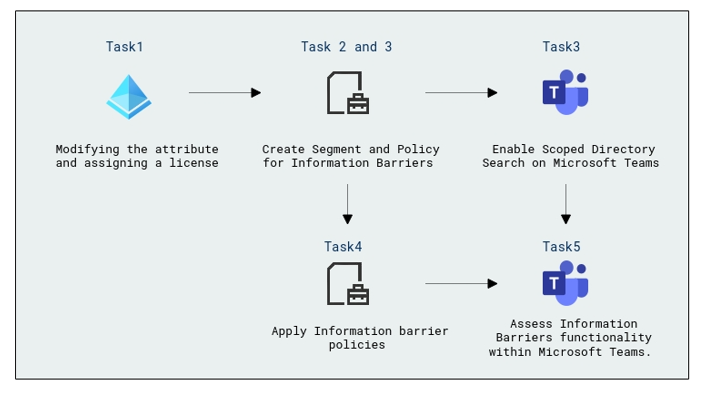 Task1
Task 2 and 3
Task3
Modifying the attribute
and assigning a license
Create Segment and Policy
for Information Barriers
T
Enable Scoped Directory
Search on Microsoft Teams
Task4
Task5
Apply Information barrier
policies
T
Assess Information
Barriers functionality
within Microsoft Teams.